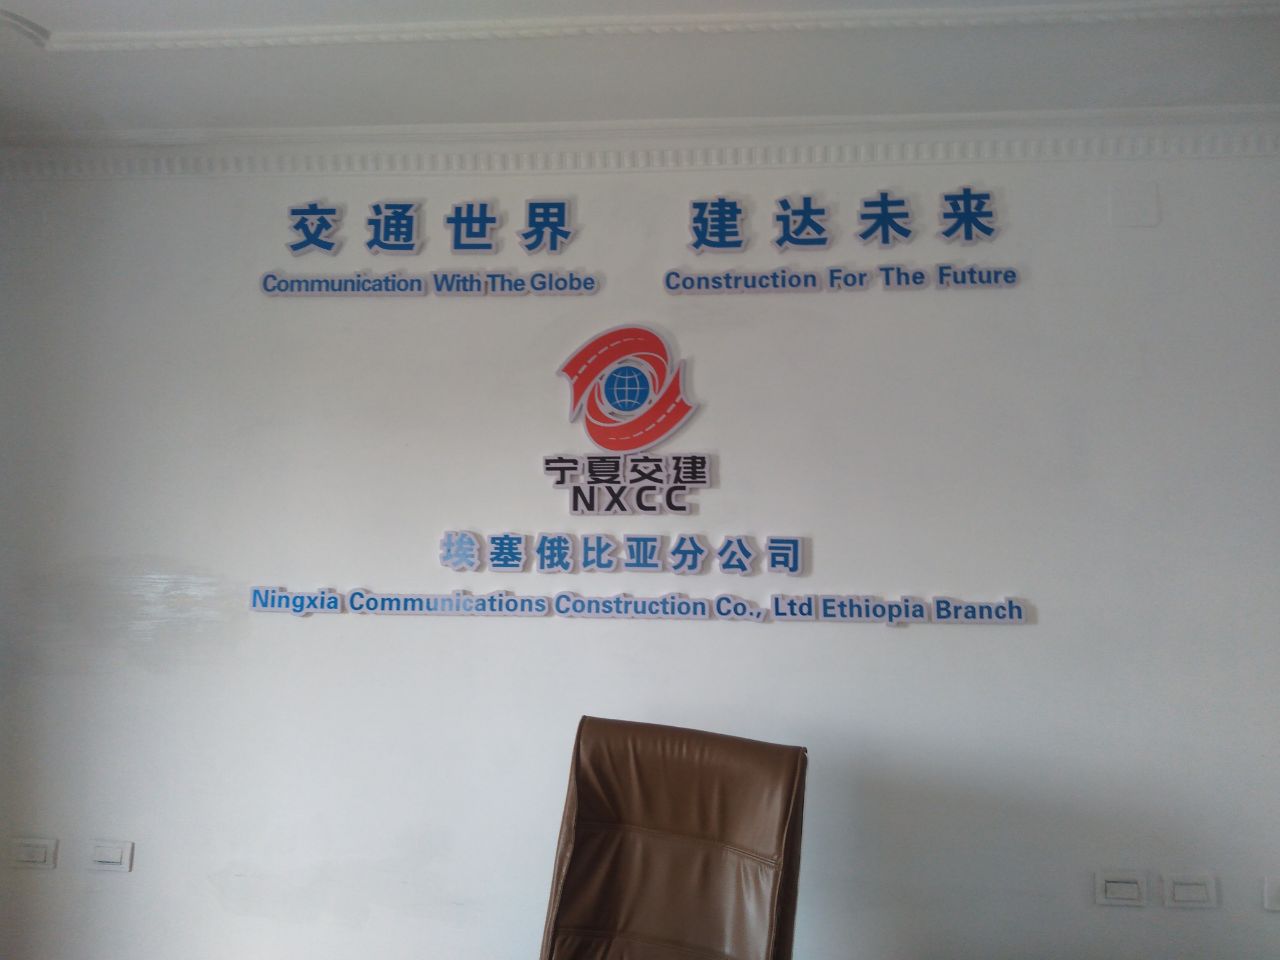 交通世界 建达未来
Communication With The Globe Construction For The Future
宁夏交建
NXCC
埃塞俄比亚分公司
Ningxia Communications Construction Co., Ltd Ethiopia Branch